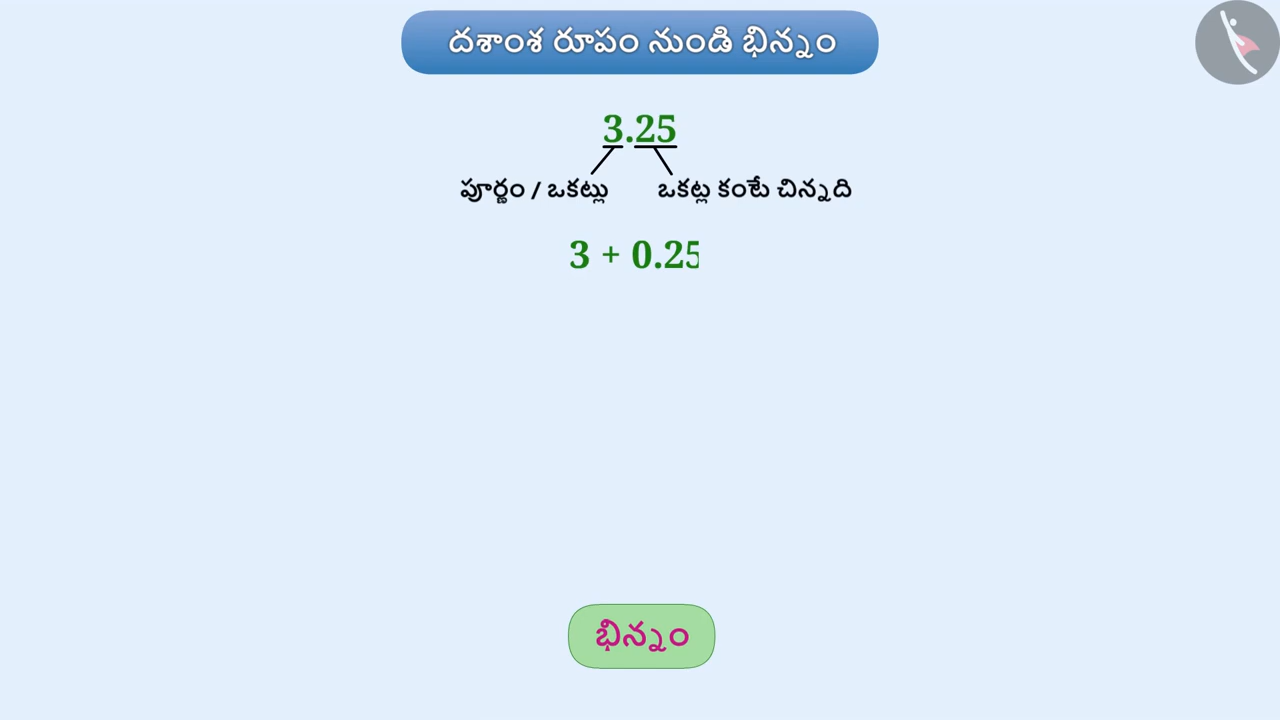 దశాంశ రూపం నుండి భిన్నం
3.25
పూర్ణం / ఒకట్లు ఒకట్ల కంటే చిన్నది
3 + 0.25
భిన్నం